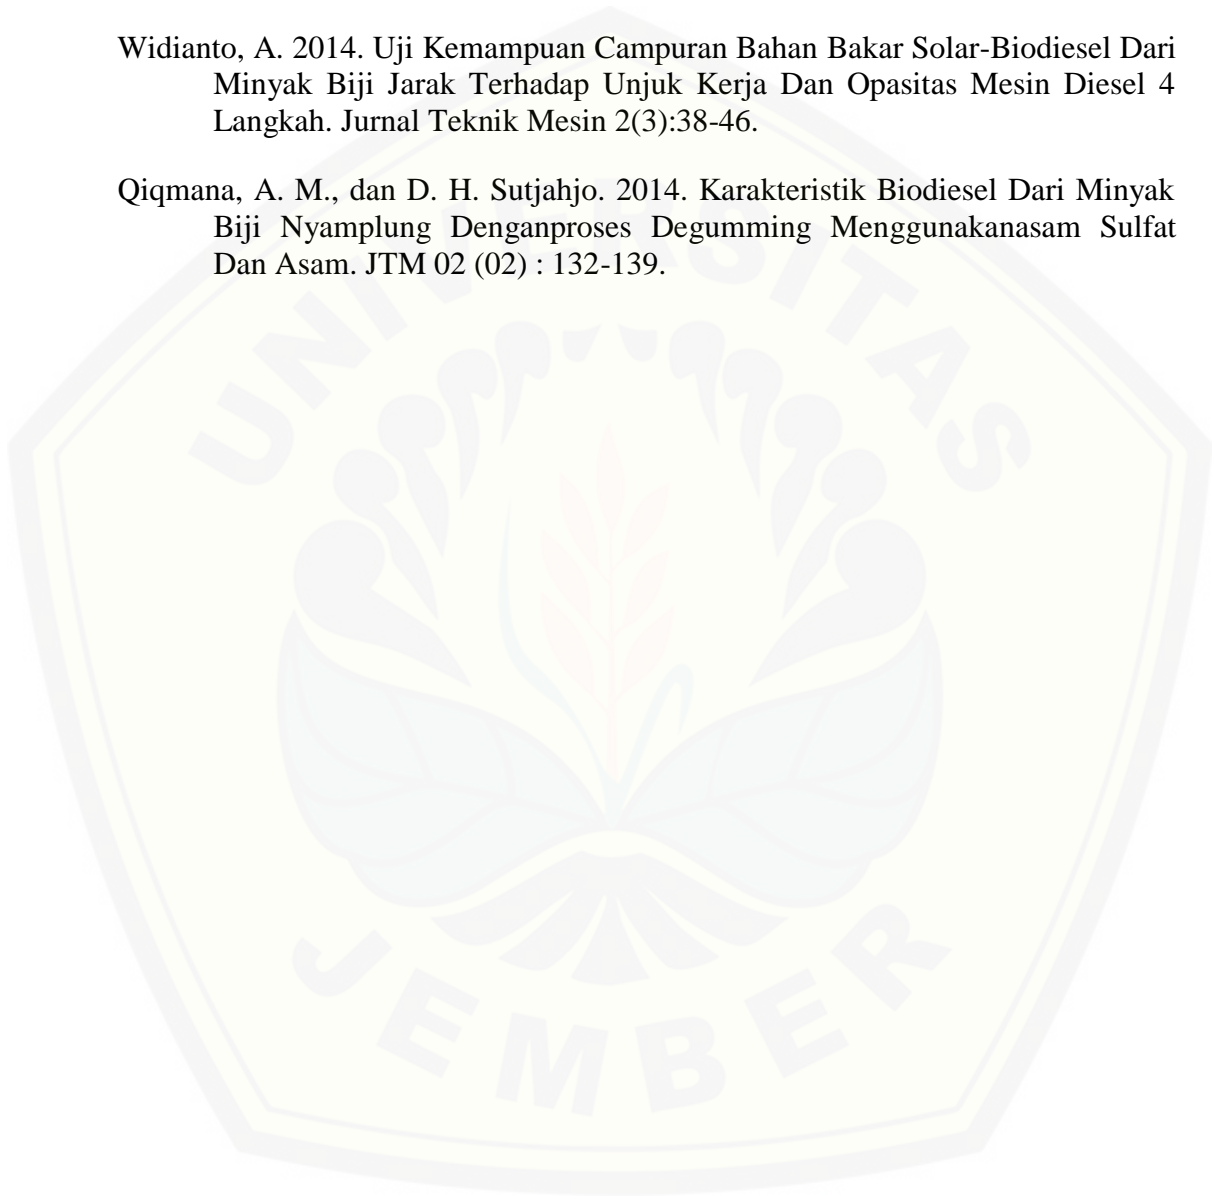 Widianto, A. 2014. Uji Kemampuan Campuran Bahan Bakar Solar-Biodiesel Dari
Minyak Biji Jarak Terhadap Unjuk Kerja Dan Opasitas Mesin Diesel 4
Langkah. Jurnal Teknik Mesin 2(3):38-46.
Qiqmana, A. M., dan D. H. Sutjahjo. 2014. Karakteristik Biodiesel Dari Minyak
Biji Nyamplung Denganproses Degumming Menggunakanasam Sulfat
Dan Asam. JTM 02 (02) : 132-139.
UNIVERSITAS
JEMBER